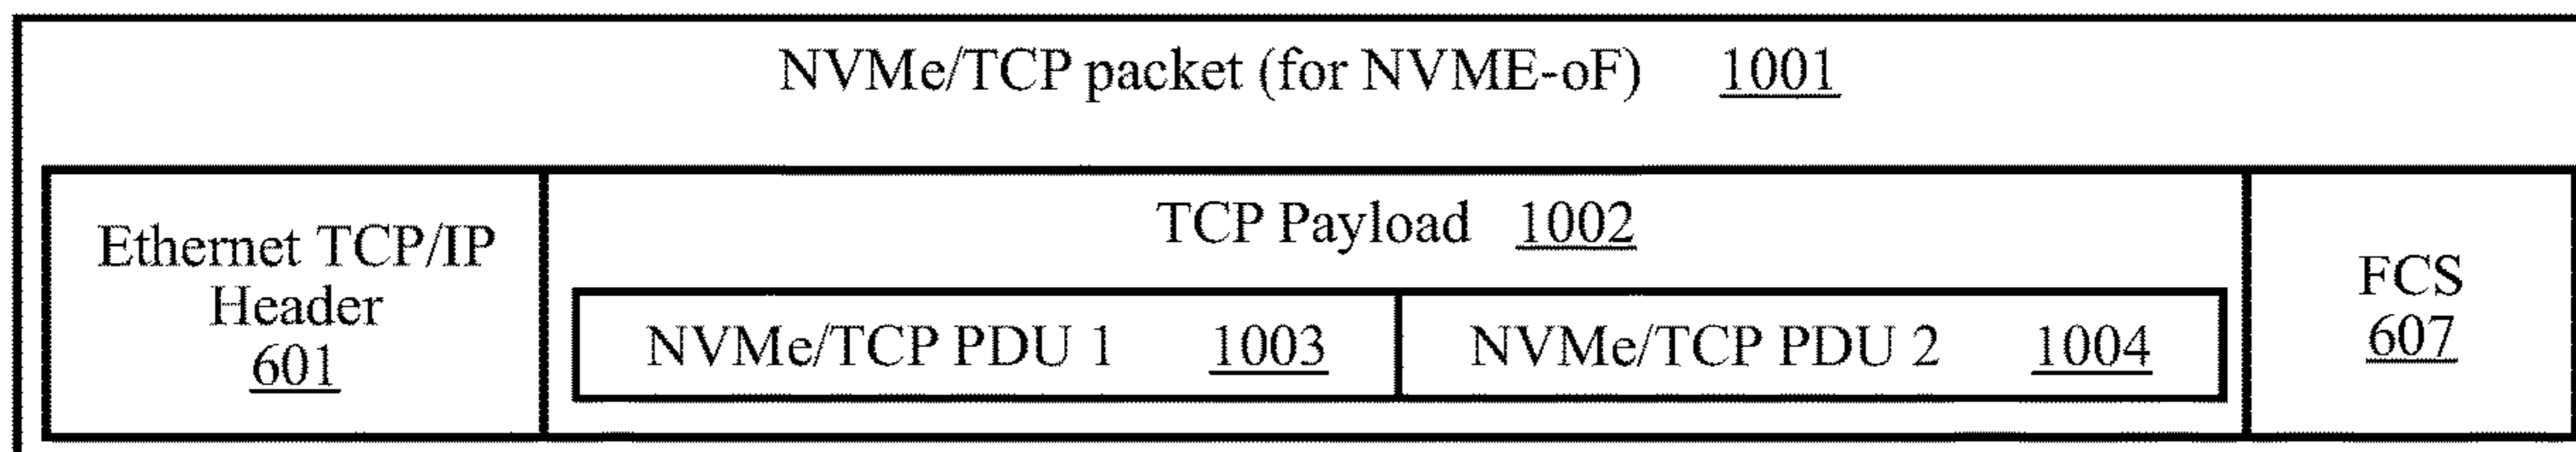 NVMe/TCP packet (for NVME-oF) 1001
Ethernet TCP/IP
Header
601
TCP Payload 1002
NVMe/TCP PDU 1 1003
NVMe/TCP PDU 2 1004
FCS
607